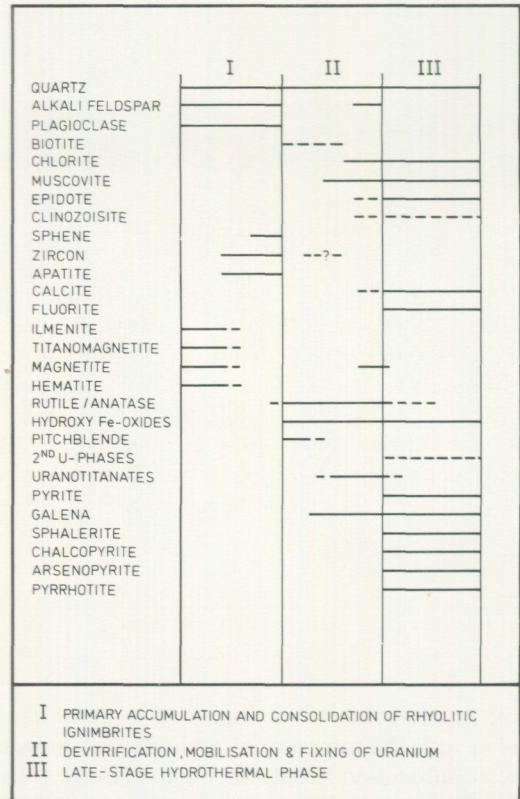 I II III
QUARTZ
ALKALI FELDSPAR
PLAGIOCLASE
BIOTITE
CHLORITE
MUSCOVITE
EPIDOTE
CLINOZOISITE
SPHENE
ZIRCON ?
APATITE
CALCITE
FLUORITE
ILMENITE
TITANOMAGNETITE
MAGNETITE
HEMATITE
RUTILE/ANATASE
HYDROXY Fe-OXIDES
PITCHBLENDE
2ND U-PHASES
URANOTITANATES
PYRITE
GALENA
SPHALERITE
CHALCOPYRITE
ARSENOPYRITE
PYRRHOTITE
I PRIMARY ACCUMULATION AND CONSOLIDATION OF RHYOLITIC
IGNIMBRITES
II DEVITRIFICATION, MOBILISATION & FIXING OF URANIUM
III LATE-STAGE HYDROTHERMAL PHASE